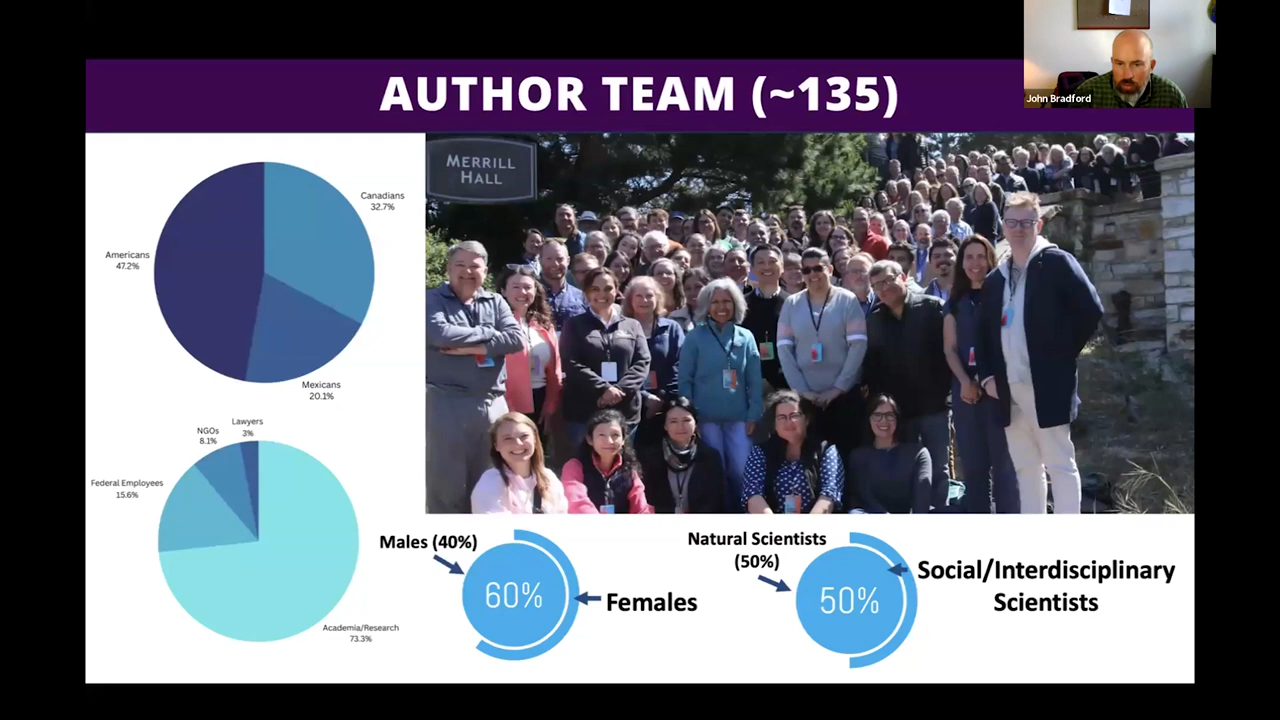 AUTHOR TEAM (~135)
John Bradford
MERRILL
HALL
Canadians
32.7%
Americans
47.2%
Mexicans
20.1%
Lawyers
3%
NGOs
8.1%
Federal Employees
15.6%
Academia/Research
73.3%
Males (40%)
60%
Females
Natural Scientists
(50%)
50%
Social/Interdisciplinary
Scientists